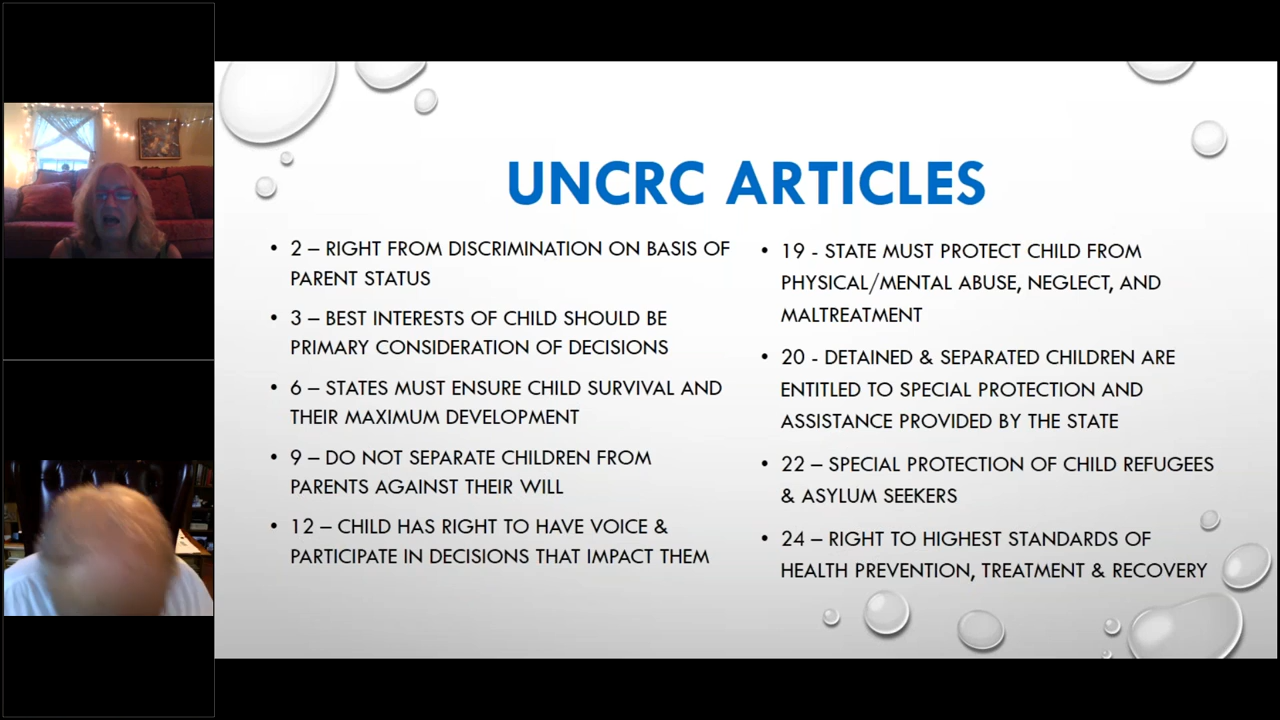 UNCRC ARTICLES
• 2 – RIGHT FROM DISCRIMINATION ON BASIS OF
PARENT STATUS
• 3 – BEST INTERESTS OF CHILD SHOULD BE
PRIMARY CONSIDERATION OF DECISIONS
• 6 – STATES MUST ENSURE CHILD SURVIVAL AND
THEIR MAXIMUM DEVELOPMENT
• 9 – DO NOT SEPARATE CHILDREN FROM
PARENTS AGAINST THEIR WILL
• 12 – CHILD HAS RIGHT TO HAVE VOICE &
PARTICIPATE IN DECISIONS THAT IMPACT THEM
• 19 - STATE MUST PROTECT CHILD FROM
PHYSICAL/MENTAL ABUSE, NEGLECT, AND
MALTREATMENT
• 20 - DETAINED & SEPARATED CHILDREN ARE
ENTITLED TO SPECIAL PROTECTION AND
ASSISTANCE PROVIDED BY THE STATE
• 22 – SPECIAL PROTECTION OF CHILD REFUGEES
& ASYLUM SEEKERS
• 24 – RIGHT TO HIGHEST STANDARDS OF
HEALTH PREVENTION, TREATMENT & RECOVERY